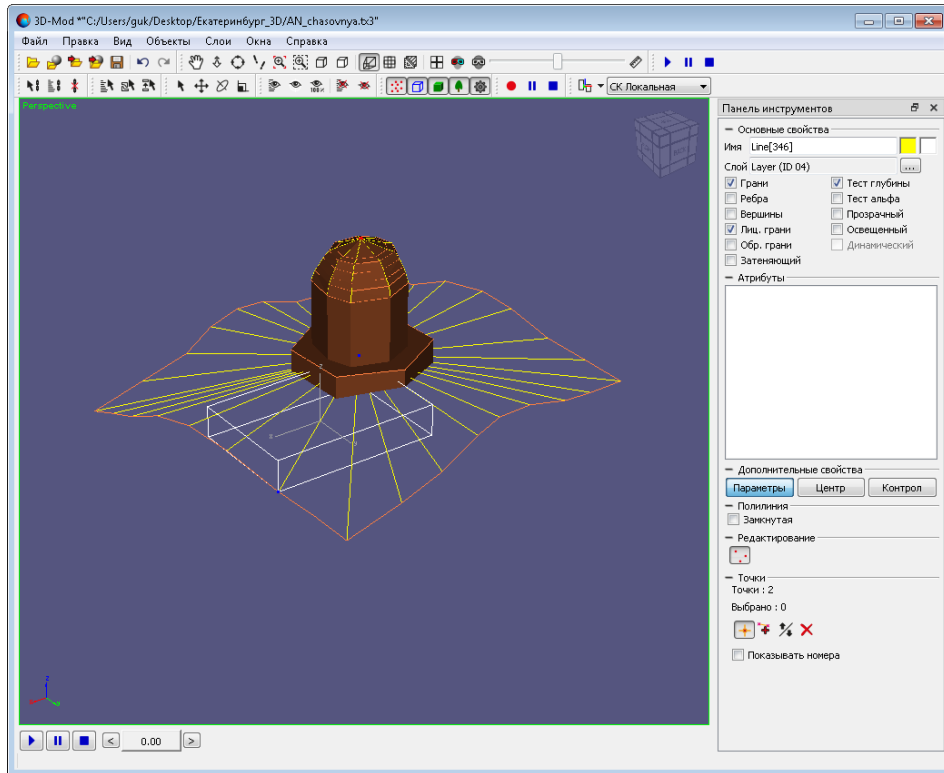 3D-Mod *"C:/Users/guk/Desktop/Екатеринбург_3D/AN_chasovnya.tx3"
Файл Правка Вид Объекты Слои Окна Справка
СК Локальная
Perspective
Панель инструментов
Основные свойства
Имя Line[346]
Слой Layer (ID 04) ...
Грани Тест глубины
Ребра Тест альфа
Вершины Прозрачный
Лиц. грани Освещенный
Обр. грани Динамический
Затеняющий
Атрибуты
Дополнительные свойства
Параметры Центр Контрол
Полилиния
Замкнутая
Редактирование
Точки
Точки : 2
Выбрано : 0
Показывать номера
z
< 0.00 >